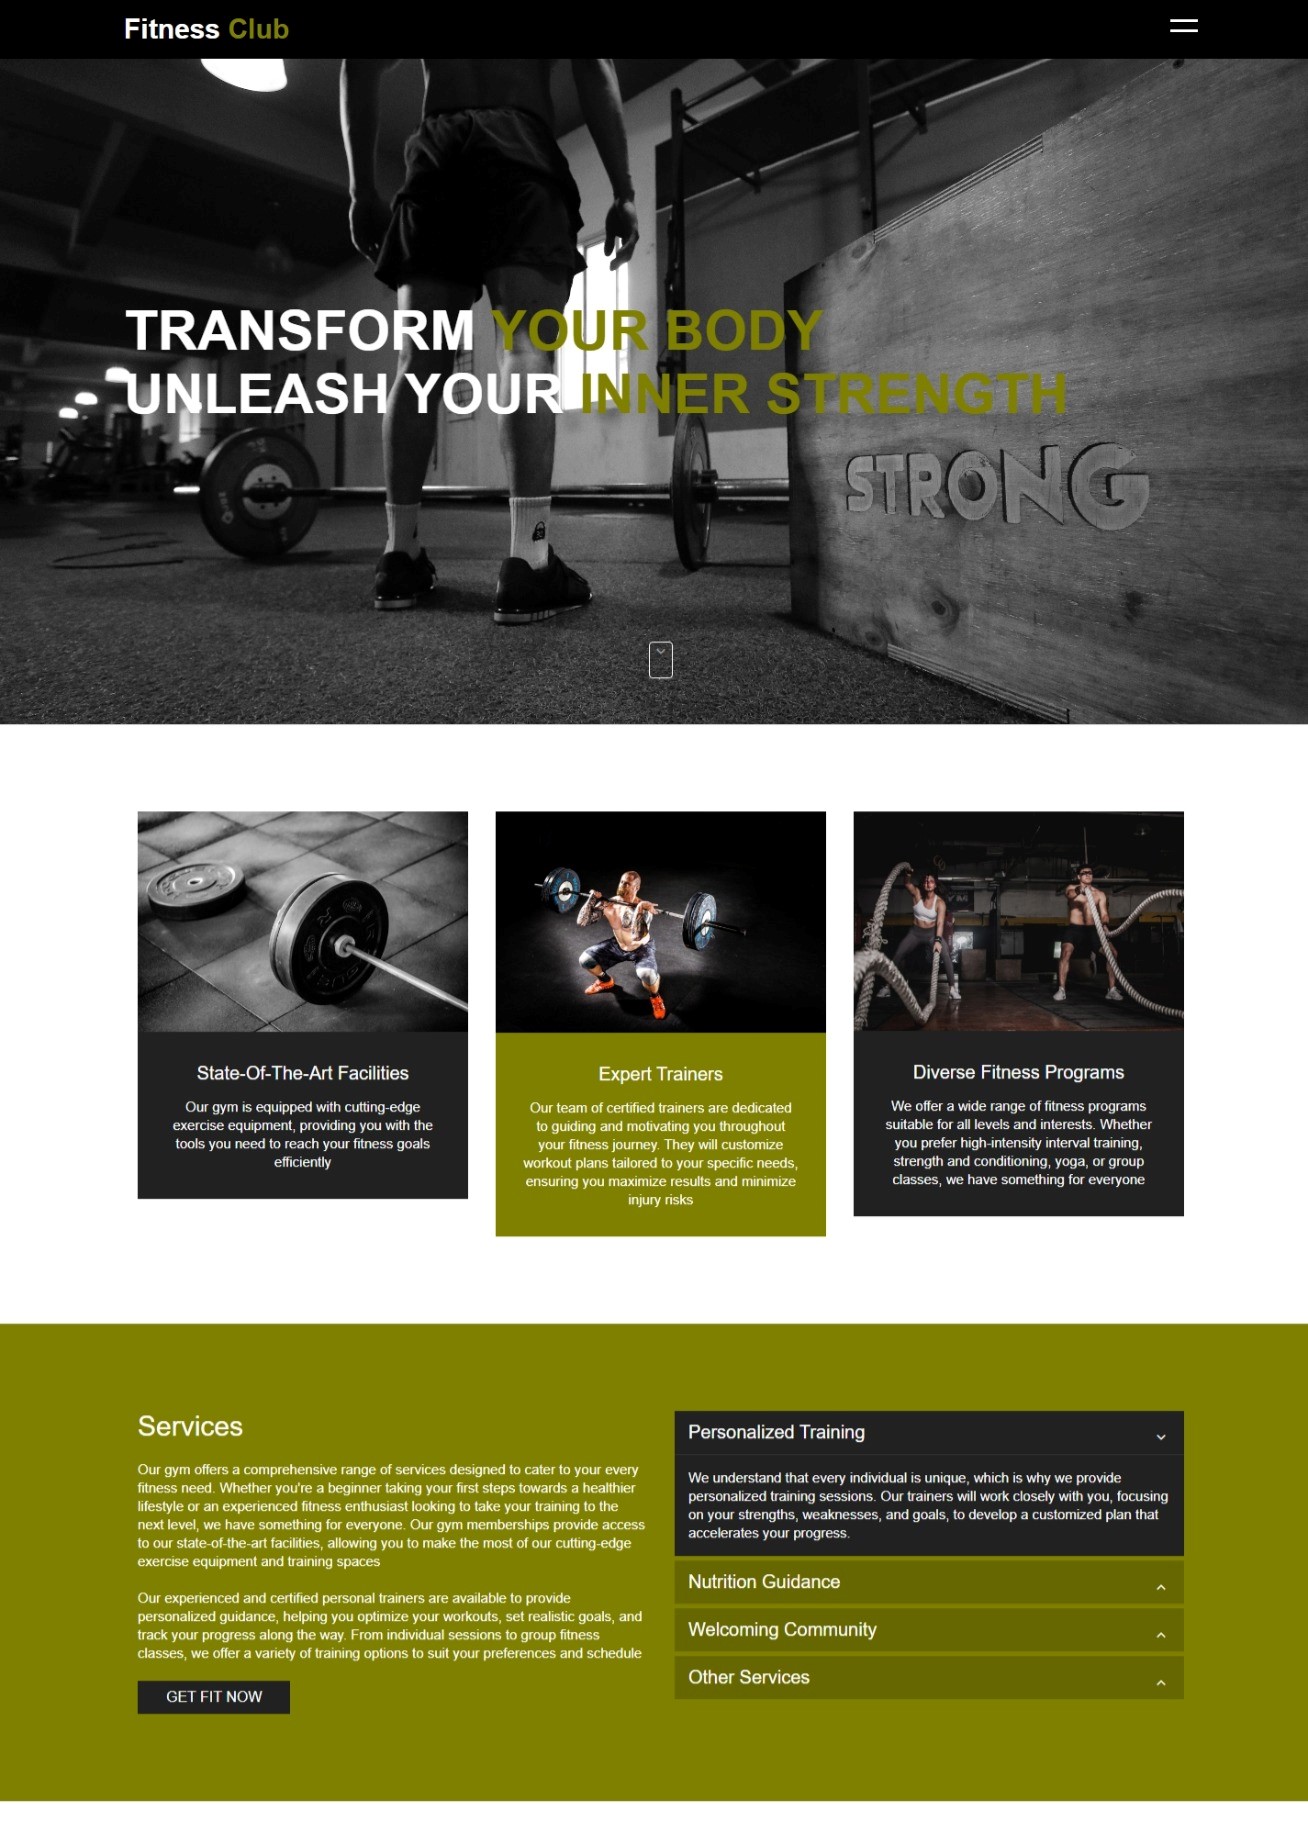 Fitness Club
TRANSFORM YOUR BODY
UNLEASH YOUR INNER STRENGTH
STRONG
State-Of-The-Art Facilities
Our gym is equipped with cutting-edge
exercise equipment, providing you with the
tools you need to reach your fitness goals
efficiently
Expert Trainers
Our team of certified trainers are dedicated
to guiding and motivating you throughout
your fitness journey. They will customize
workout plans tailored to your specific needs,
ensuring you maximize results and minimize
injury risks
Diverse Fitness Programs
We offer a wide range of fitness programs
suitable for all levels and interests. Whether
you prefer high-intensity interval training,
strength and conditioning, yoga, or group
classes, we have something for everyone
Services
Our gym offers a comprehensive range of services designed to cater to your every
fitness need. Whether you're a beginner taking your first steps towards a healthier
lifestyle or an experienced fitness enthusiast looking to take your training to the
next level, we have something for everyone. Our gym memberships provide access
to our state-of-the-art facilities, allowing you to make the most of our cutting-edge
exercise equipment and training spaces
Our experienced and certified personal trainers are available to provide
personalized guidance, helping you optimize your workouts, set realistic goals, and
track your progress along the way. From individual sessions to group fitness
classes, we offer a variety of training options to suit your preferences and schedule
GET FIT NOW
Personalized Training
We understand that every individual is unique, which is why we provide
personalized training sessions. Our trainers will work closely with you, focusing
on your strengths, weaknesses, and goals, to develop a customized plan that
accelerates your progress.
Nutrition Guidance
Welcoming Community
Other Services